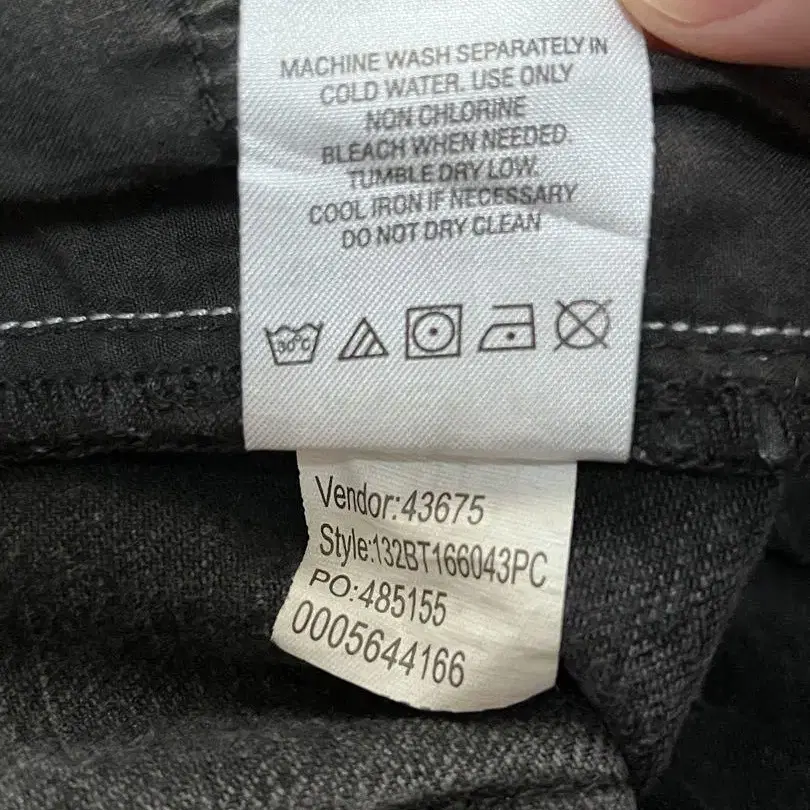 MACHINE WASH SEPARATELY IN
COLD WATER. USE ONLY
NON CHLORINE
BLEACH WHEN NEEDED.
TUMBLE DRY LOW.
COOL IRON IF NECESSARY
DO NOT DRY CLEAN
30°C
Vendor:43675
Style:132BT166043PC
PO:485155
0005644166